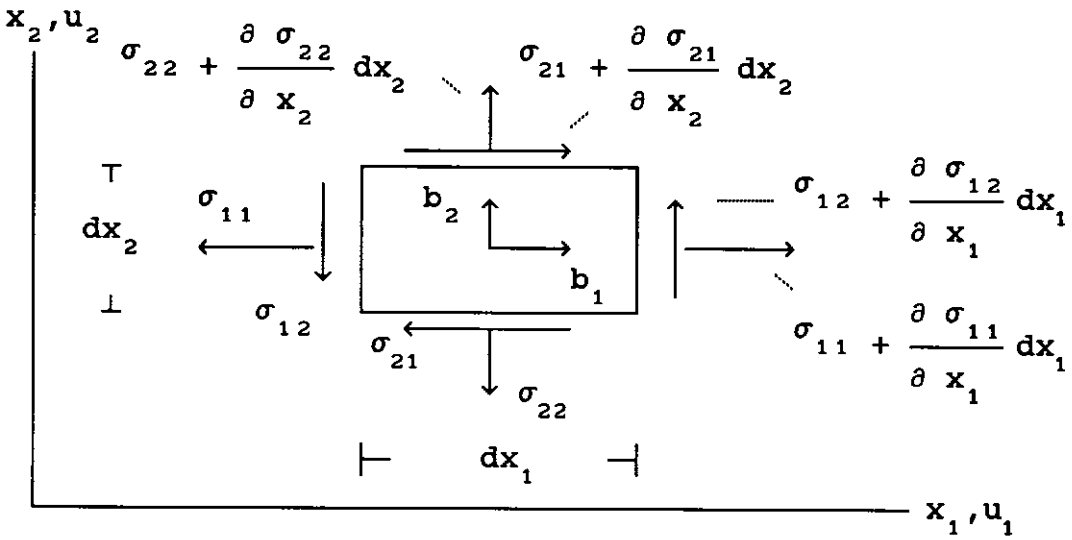 x₂,u₂
σ₂₂ + ∂ σ₂₂ / ∂ x₂ dx₂
σ₂₁ + ∂ σ₂₁ / ∂ x₂ dx₂
σ₁₁
dx₂
σ₁₂
b₂
b₁
σ₁₂ + ∂ σ₁₂ / ∂ x₁ dx₁
σ₂₁
σ₂₂
σ₁₁ + ∂ σ₁₁ / ∂ x₁ dx₁
dx₁
x₁,u₁